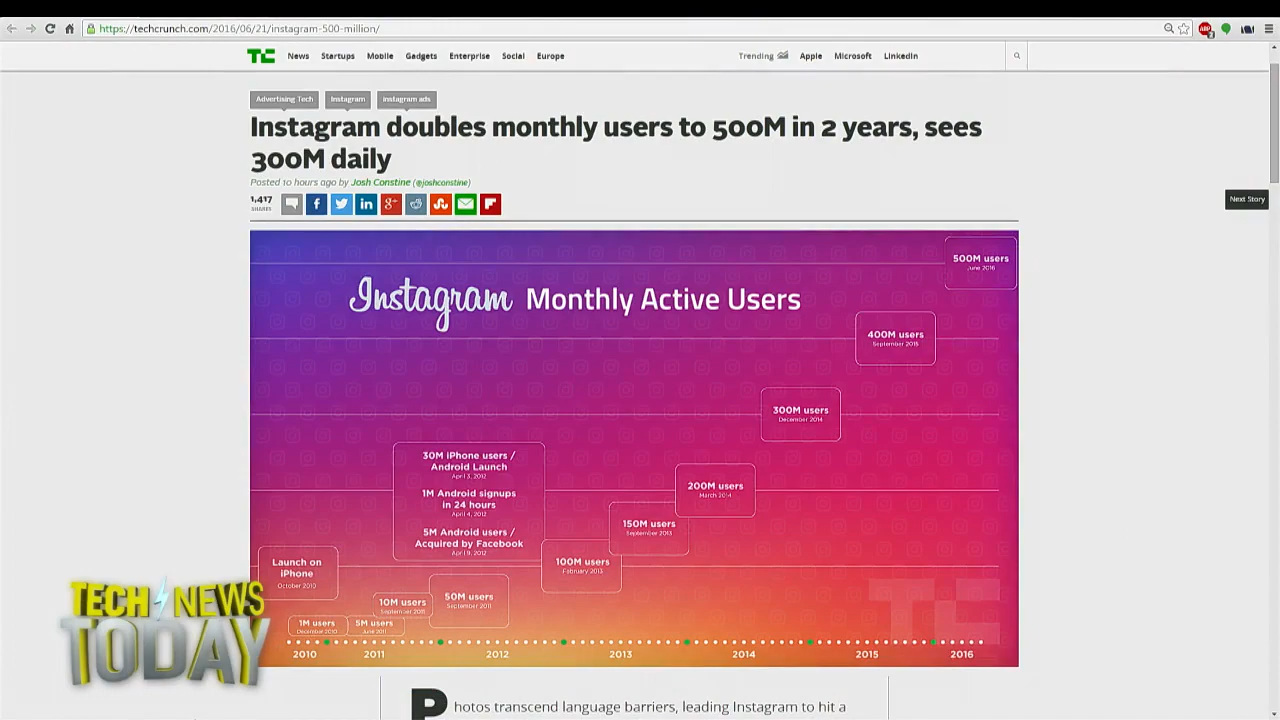 https://techcrunch.com/2016/06/21/instagram-500-million/
TC News Startups Mobile Gadgets Enterprise Social Europe Trending Apple Microsoft LinkedIn
Advertising Tech Instagram instagram ads
Instagram doubles monthly users to 500M in 2 years, sees
300M daily
Posted 10 hours ago by Josh Constine (@joshconstine)
1,417
SHARES
Next Story
Instagram Monthly Active Users
500M users
June 2016
400M users
September 2015
300M users
December 2014
30M iPhone users /
Android Launch
April 3, 2012
1M Android signups
in 24 hours
April 4, 2012
5M Android users /
Acquired by Facebook
April 9, 2012
200M users
March 2014
150M users
September 2013
100M users
February 2013
Launch on
iPhone
October 2010
50M users
September 2011
10M users
September 2011
1M users
December 2010
5M users
June 2011
TC
2010 2011 2012 2013 2014 2015 2016
TECH NEWS
TODAY
Photos transcend language barriers, leading Instagram to hit a